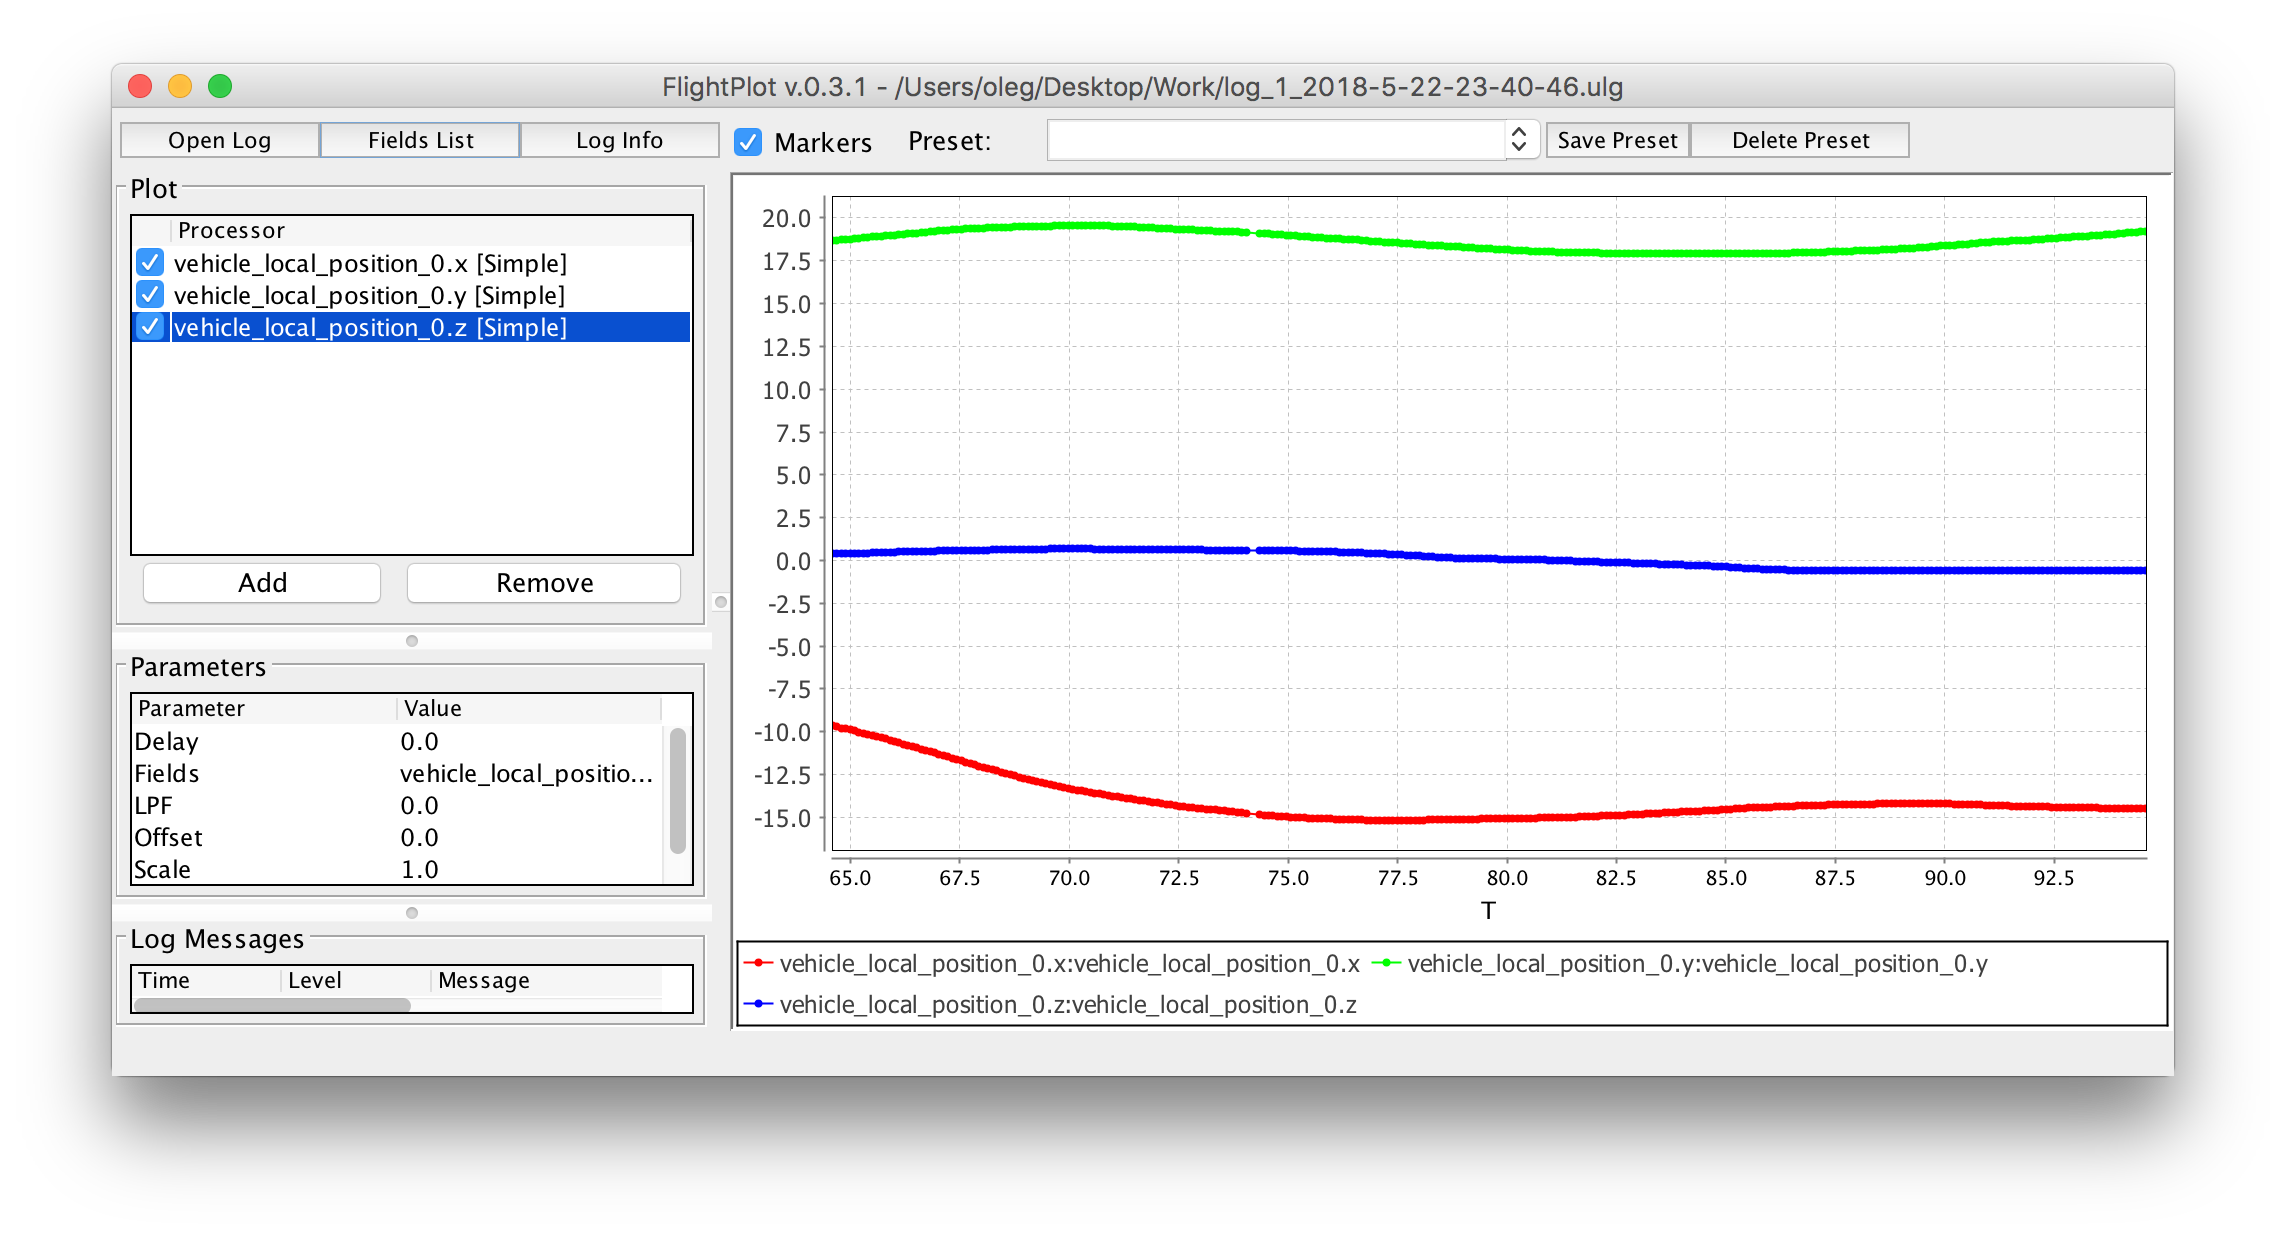 FlightPlot v.0.3.1 - /Users/oleg/Desktop/Work/log_1_2018-5-22-23-40-46.ulg
Open Log Fields List Log Info Markers Preset: Save Preset Delete Preset
Plot
Processor
vehicle_local_position_0.x [Simple]
vehicle_local_position_0.y [Simple]
vehicle_local_position_0.z [Simple]
Add Remove
Parameters
Parameter Value
Delay 0.0
Fields vehicle_local_positio...
LPF 0.0
Offset 0.0
Scale 1.0
Log Messages
Time Level Message
20.0
17.5
15.0
12.5
10.0
7.5
5.0
2.5
0.0
-2.5
-5.0
-7.5
-10.0
-12.5
-15.0
65.0 67.5 70.0 72.5 75.0 77.5 80.0 82.5 85.0 87.5 90.0 92.5
T
vehicle_local_position_0.x:vehicle_local_position_0.x vehicle_local_position_0.y:vehicle_local_position_0.y
vehicle_local_position_0.z:vehicle_local_position_0.z